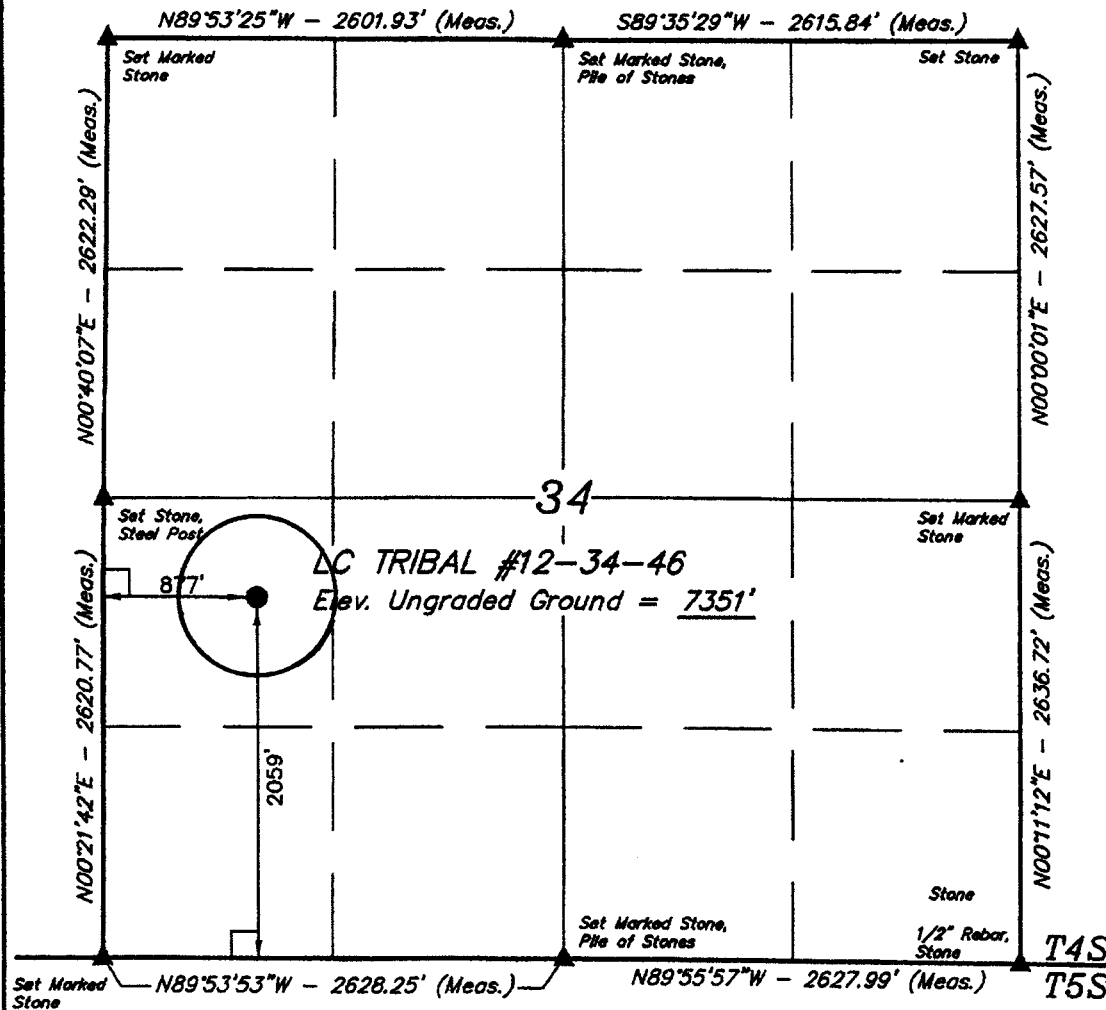 N89°53'25"W - 2601.93' (Meas.)
S89°35'29"W - 2615.84' (Meas.)
Set Marked
Stone
Set Marked Stone,
Pile of Stones
Set Stone
N00°40'07"E - 2622.29' (Meas.)
N00°00'01"E - 2627.57' (Meas.)
34
Set Stone,
Steel Post
Set Marked
Stone
LC TRIBAL #12-34-46
Elev. Ungraded Ground = 7351'
877'
2059'
N00°21'42"E - 2620.77' (Meas.)
N00°11'12"E - 2636.72' (Meas.)
Stone
Set Marked Stone,
Pile of Stones
1/2" Rebar,
Stone
T4S
T5S
Set Marked
Stone
N89°53'53"W - 2628.25' (Meas.)
N89°55'57"W - 2627.99' (Meas.)